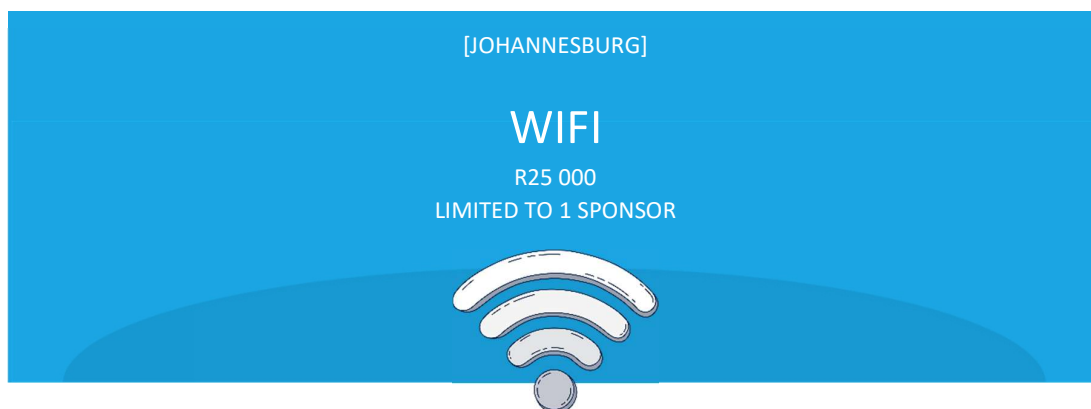 [JOHANNESBURG]
WIFI
R25 000
LIMITED TO 1 SPONSOR